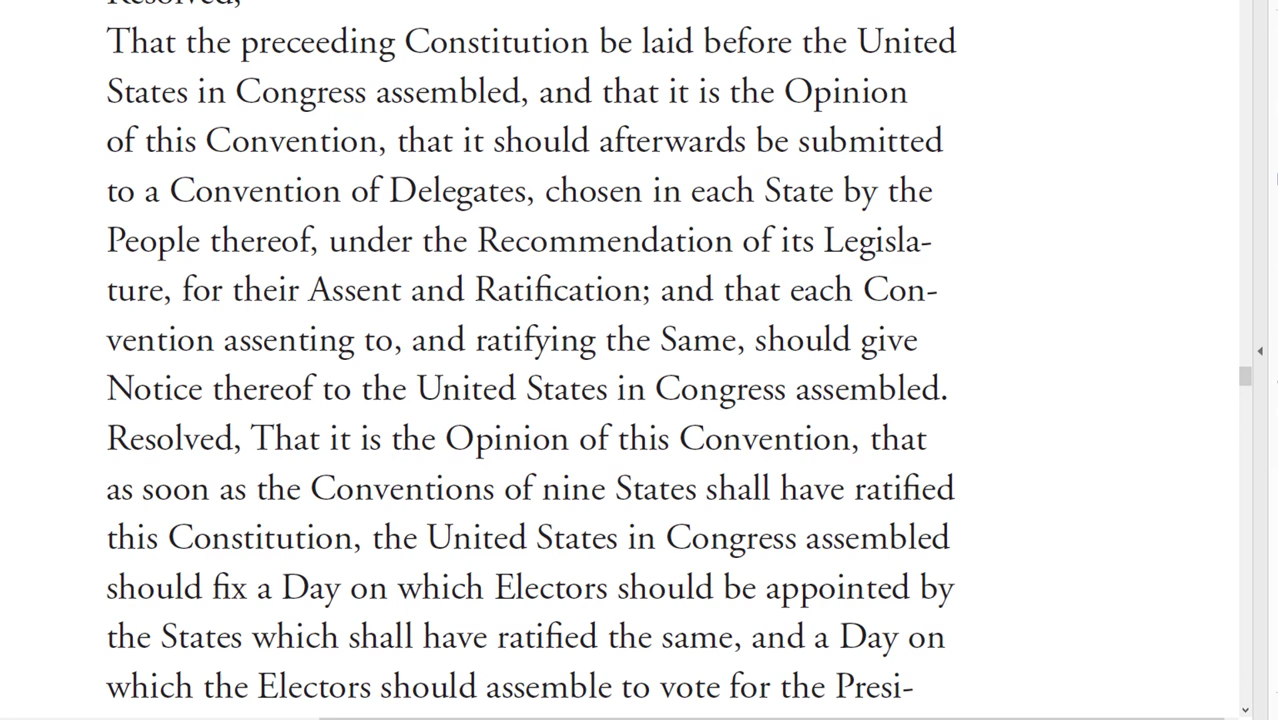 Resolved,
That the preceeding Constitution be laid before the United
States in Congress assembled, and that it is the Opinion
of this Convention, that it should afterwards be submitted
to a Convention of Delegates, chosen in each State by the
People thereof, under the Recommendation of its Legisla-
ture, for their Assent and Ratification; and that each Con-
vention assenting to, and ratifying the Same, should give
Notice thereof to the United States in Congress assembled.
Resolved, That it is the Opinion of this Convention, that
as soon as the Conventions of nine States shall have ratified
this Constitution, the United States in Congress assembled
should fix a Day on which Electors should be appointed by
the States which shall have ratified the same, and a Day on
which the Electors should assemble to vote for the Presi-